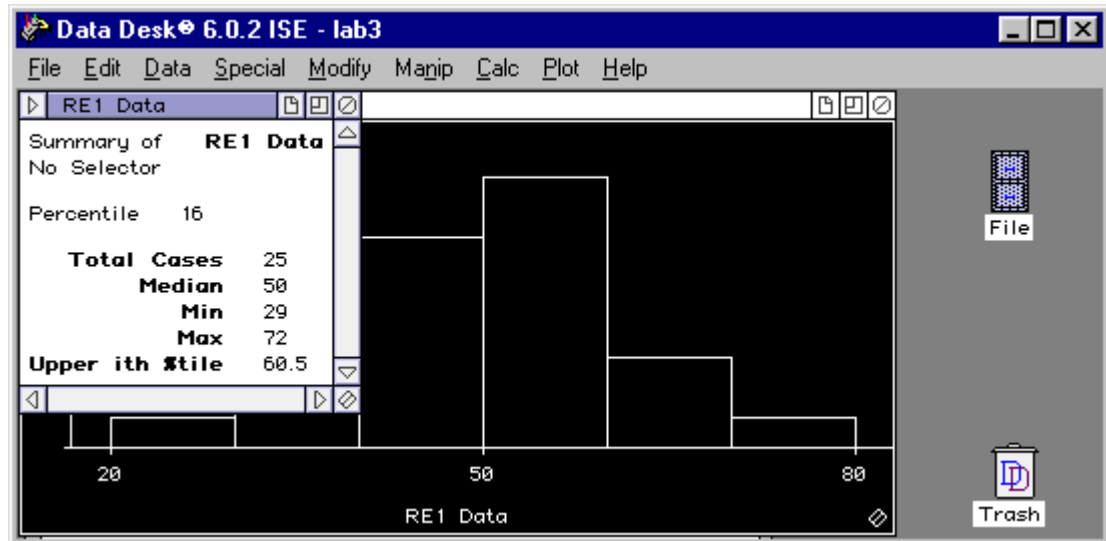 Data Desk® 6.0.2 ISE - lab3
File Edit Data Special Modify Manip Calc Plot Help
RE1 Data
Summary of RE1 Data
No Selector
Percentile 16
Total Cases 25
Median 50
Min 29
Max 72
Upper ith %tile 60.5
20 50 80
RE1 Data
File
Trash